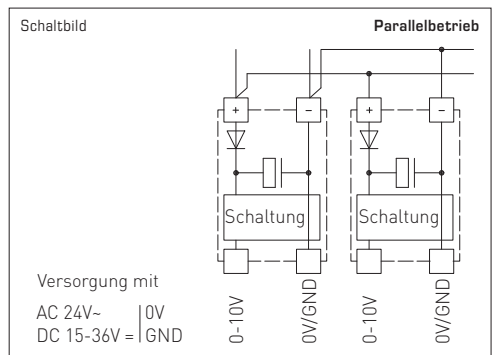 Schaltbild
Parallelbetrieb
+ − + −
Schaltung Schaltung
Versorgung mit
AC 24V~ | 0V
DC 15-36V = | GND
0-10V
0V/GND
0-10V
0V/GND